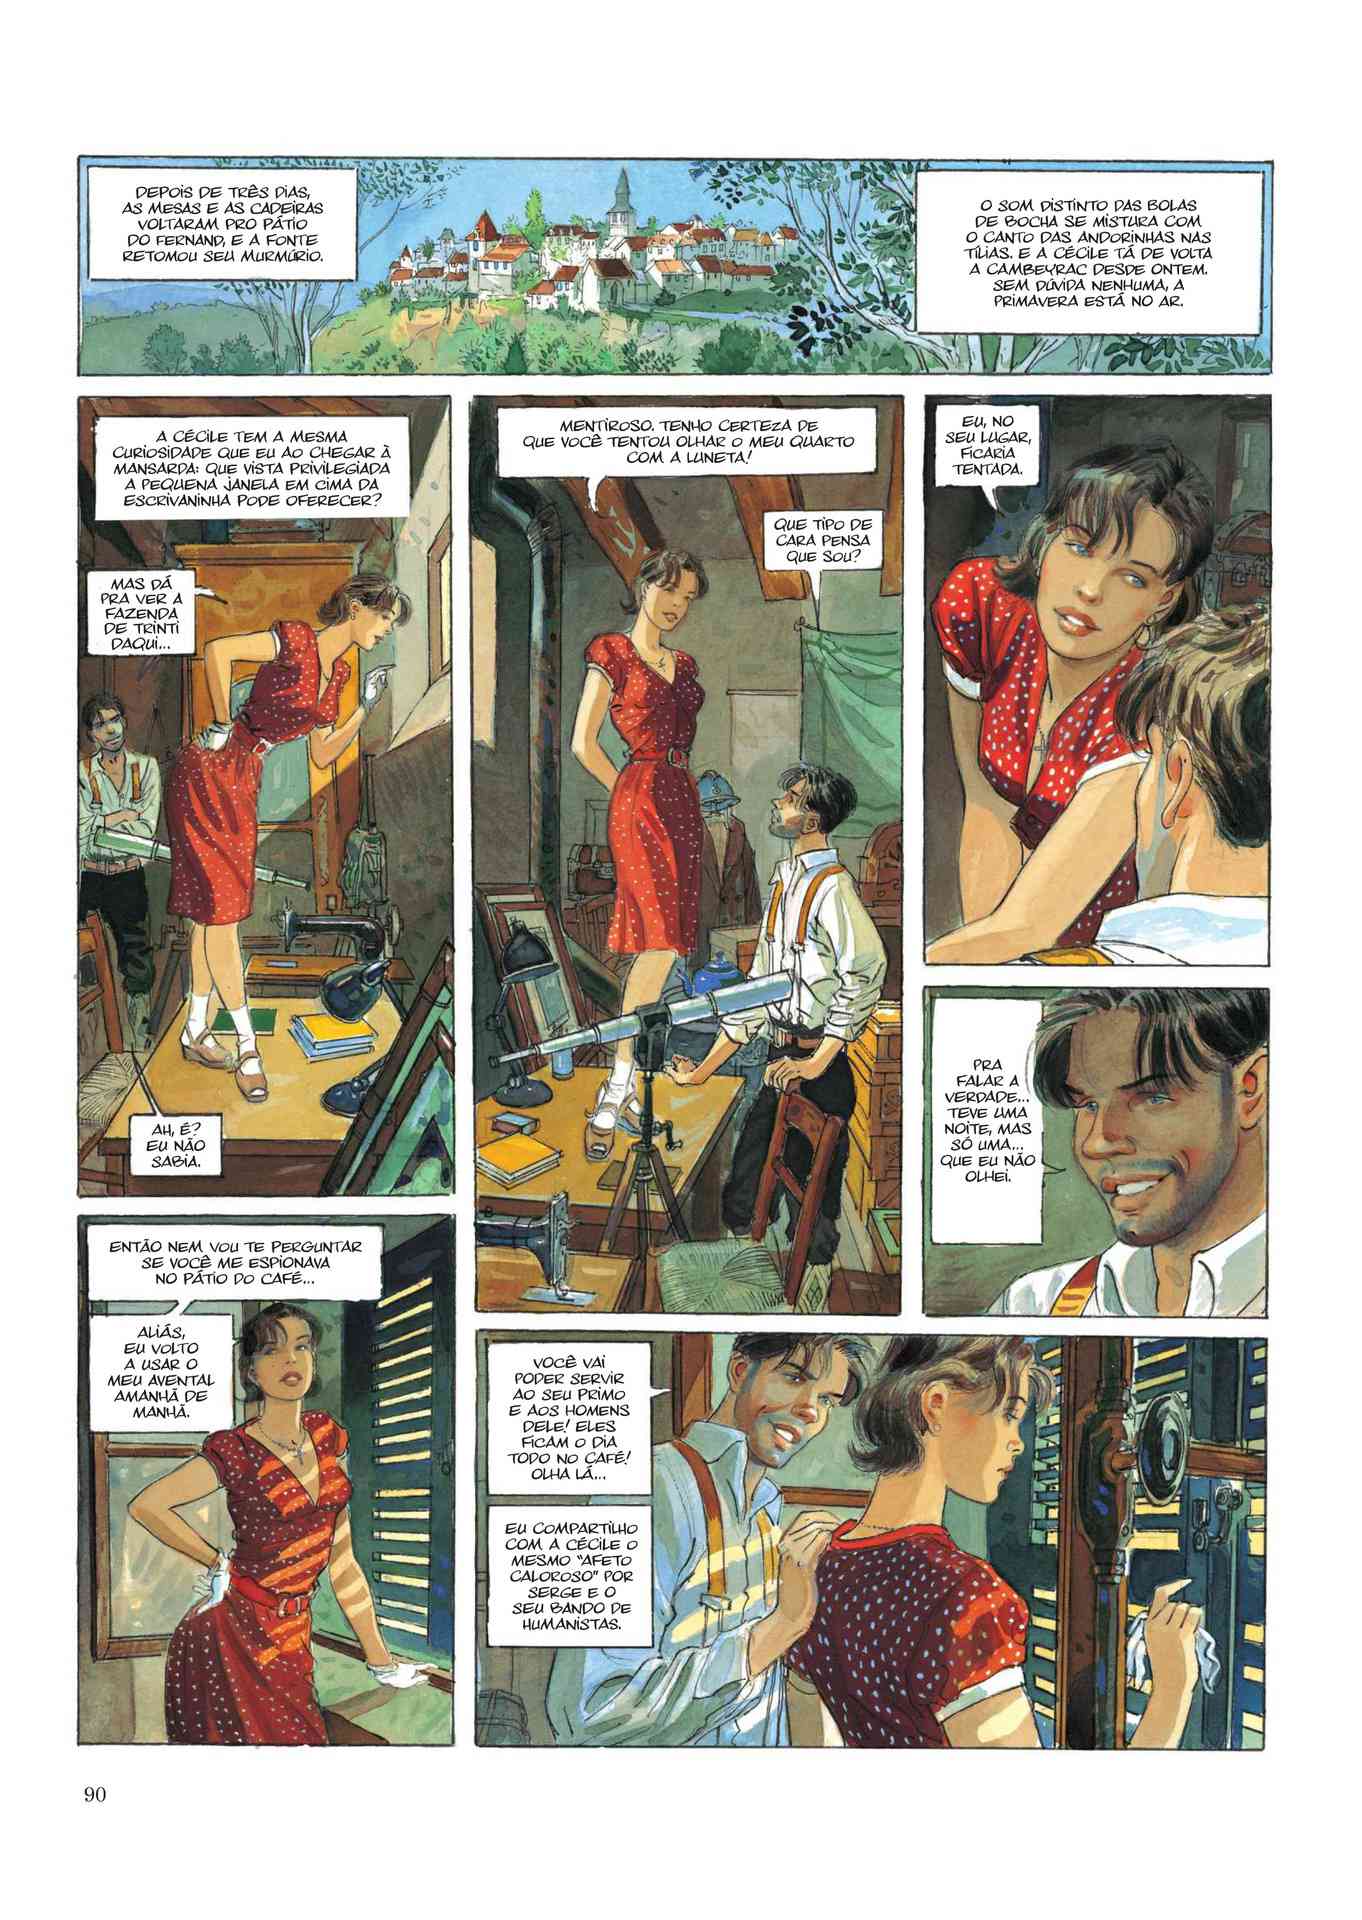 DEPOIS DE TRÊS DIAS,
AS MESAS E AS CADEIRAS
VOLTARAM PRO PÁTIO
DO FERNAND, E A FONTE
RETOMOU SEU MURMÚRIO.
O SOM DISTINTO DAS BOLAS
DE BOCHA SE MISTURA COM
O CANTO DAS ANDORINHAS NAS
TÍLIAS. E A CÉCILE TÁ DE VOLTA
A CAMBEYRAC DESDE ONTEM.
SEM DÚVIDA NENHUMA, A
PRIMAVERA ESTÁ NO AR.
A CÉCILE TEM A MESMA
CURIOSIDADE QUE EU AO CHEGAR À
MANSARDA: QUE VISTA PRIVILEGIADA
A PEQUENA JANELA EM CIMA DA
ESCRIVANINHA PODE OFERECER?
MAS DÁ
PRA VER A
FAZENDA
DE TRINTI
DAQUI...
AH, É?
EU NÃO
SABIA.
MENTIROSO. TENHO CERTEZA DE
QUE VOCÊ TENTOU OLHAR O MEU QUARTO
COM A LUNETA!
QUE TIPO DE
CARA PENSA
QUE SOU?
EU, NO
SEU LUGAR,
FICARIA
TENTADA.
PRA
FALAR A
VERDADE...
TEVE UMA
NOITE, MAS
SÓ UMA...
QUE EU NÃO
OLHEI.
ENTÃO NEM VOU TE PERGUNTAR
SE VOCÊ ME ESPIONAVA
NO PÁTIO DO CAFÉ...
ALIÁS,
EU VOLTO
A USAR O
MEU AVENTAL
AMANHÃ DE
MANHÃ.
VOCÊ VAI
PODER SERVIR
AO SEU PRIMO
E AOS HOMENS
DELE! ELES
FICAM O DIA
TODO NO CAFÉ!
OLHA LÁ...
EU COMPARTILHO
COM A CÉCILE O
MESMO "AFETO
CALOROSO" POR
SERGE E O
SEU BANDO DE
HUMANISTAS.
90